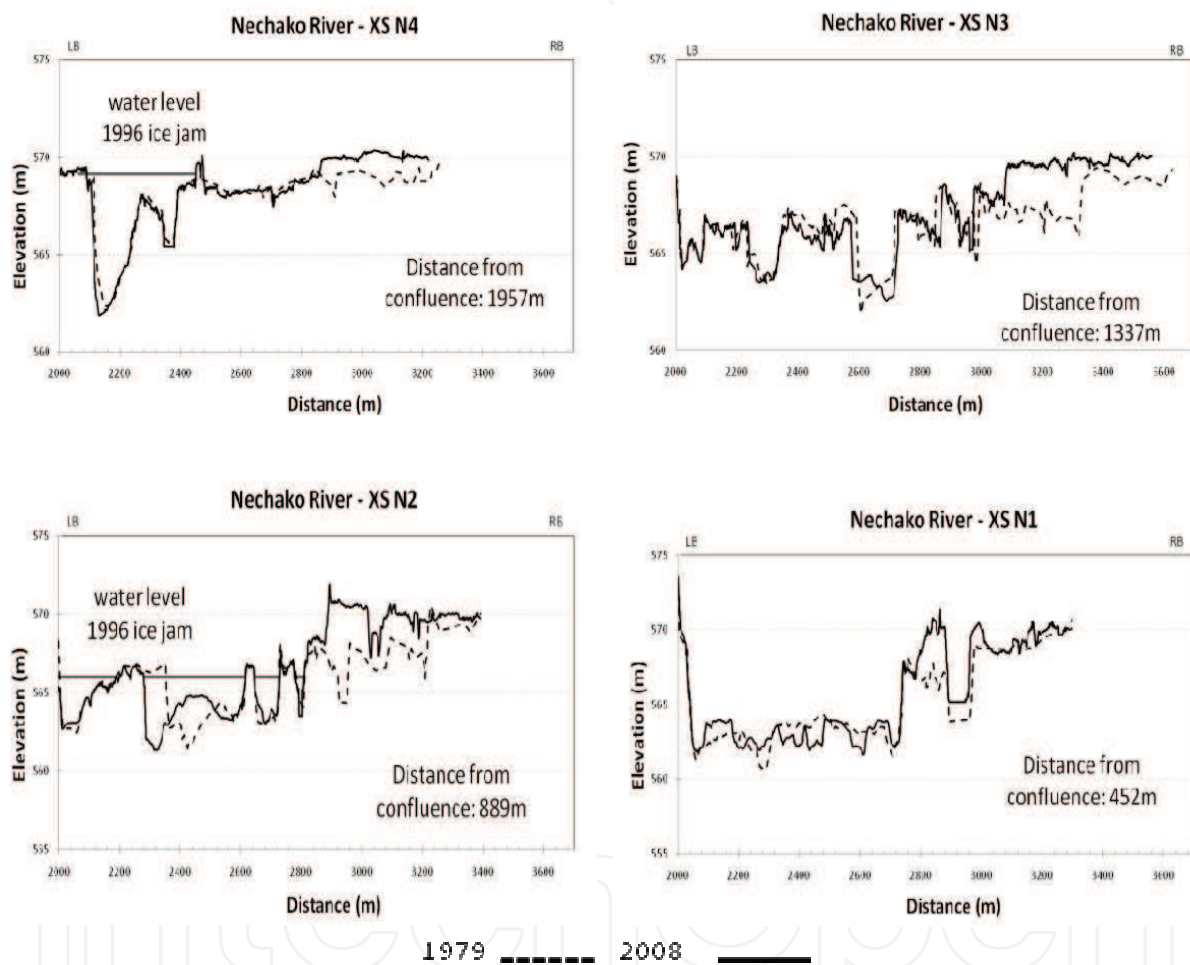 Nechako River - XS N4
LB RB
575
570
565
560
Elevation (m)
water level
1996 ice jam
Distance from
confluence: 1957m
2000 2200 2400 2600 2800 3000 3200 3400 3600
Distance (m)
Nechako River - XS N3
LB RB
575
570
565
560
Elevation (m)
Distance from
confluence: 1337m
2000 2200 2400 2600 2800 3000 3200 3400 3600
Distance (m)
Nechako River - XS N2
LB RB
575
570
565
560
535
Elevation (m)
water level
1996 ice jam
Distance from
confluence: 889m
2000 2200 2400 2600 2800 3000 3200 3400 3600
Distance (m)
Nechako River - XS N1
LB RB
575
570
565
560
555
Elevation (m)
Distance from
confluence: 452m
2000 2200 2400 2600 2800 3000 3200 3400 3600
Distance (m)
1979 2008